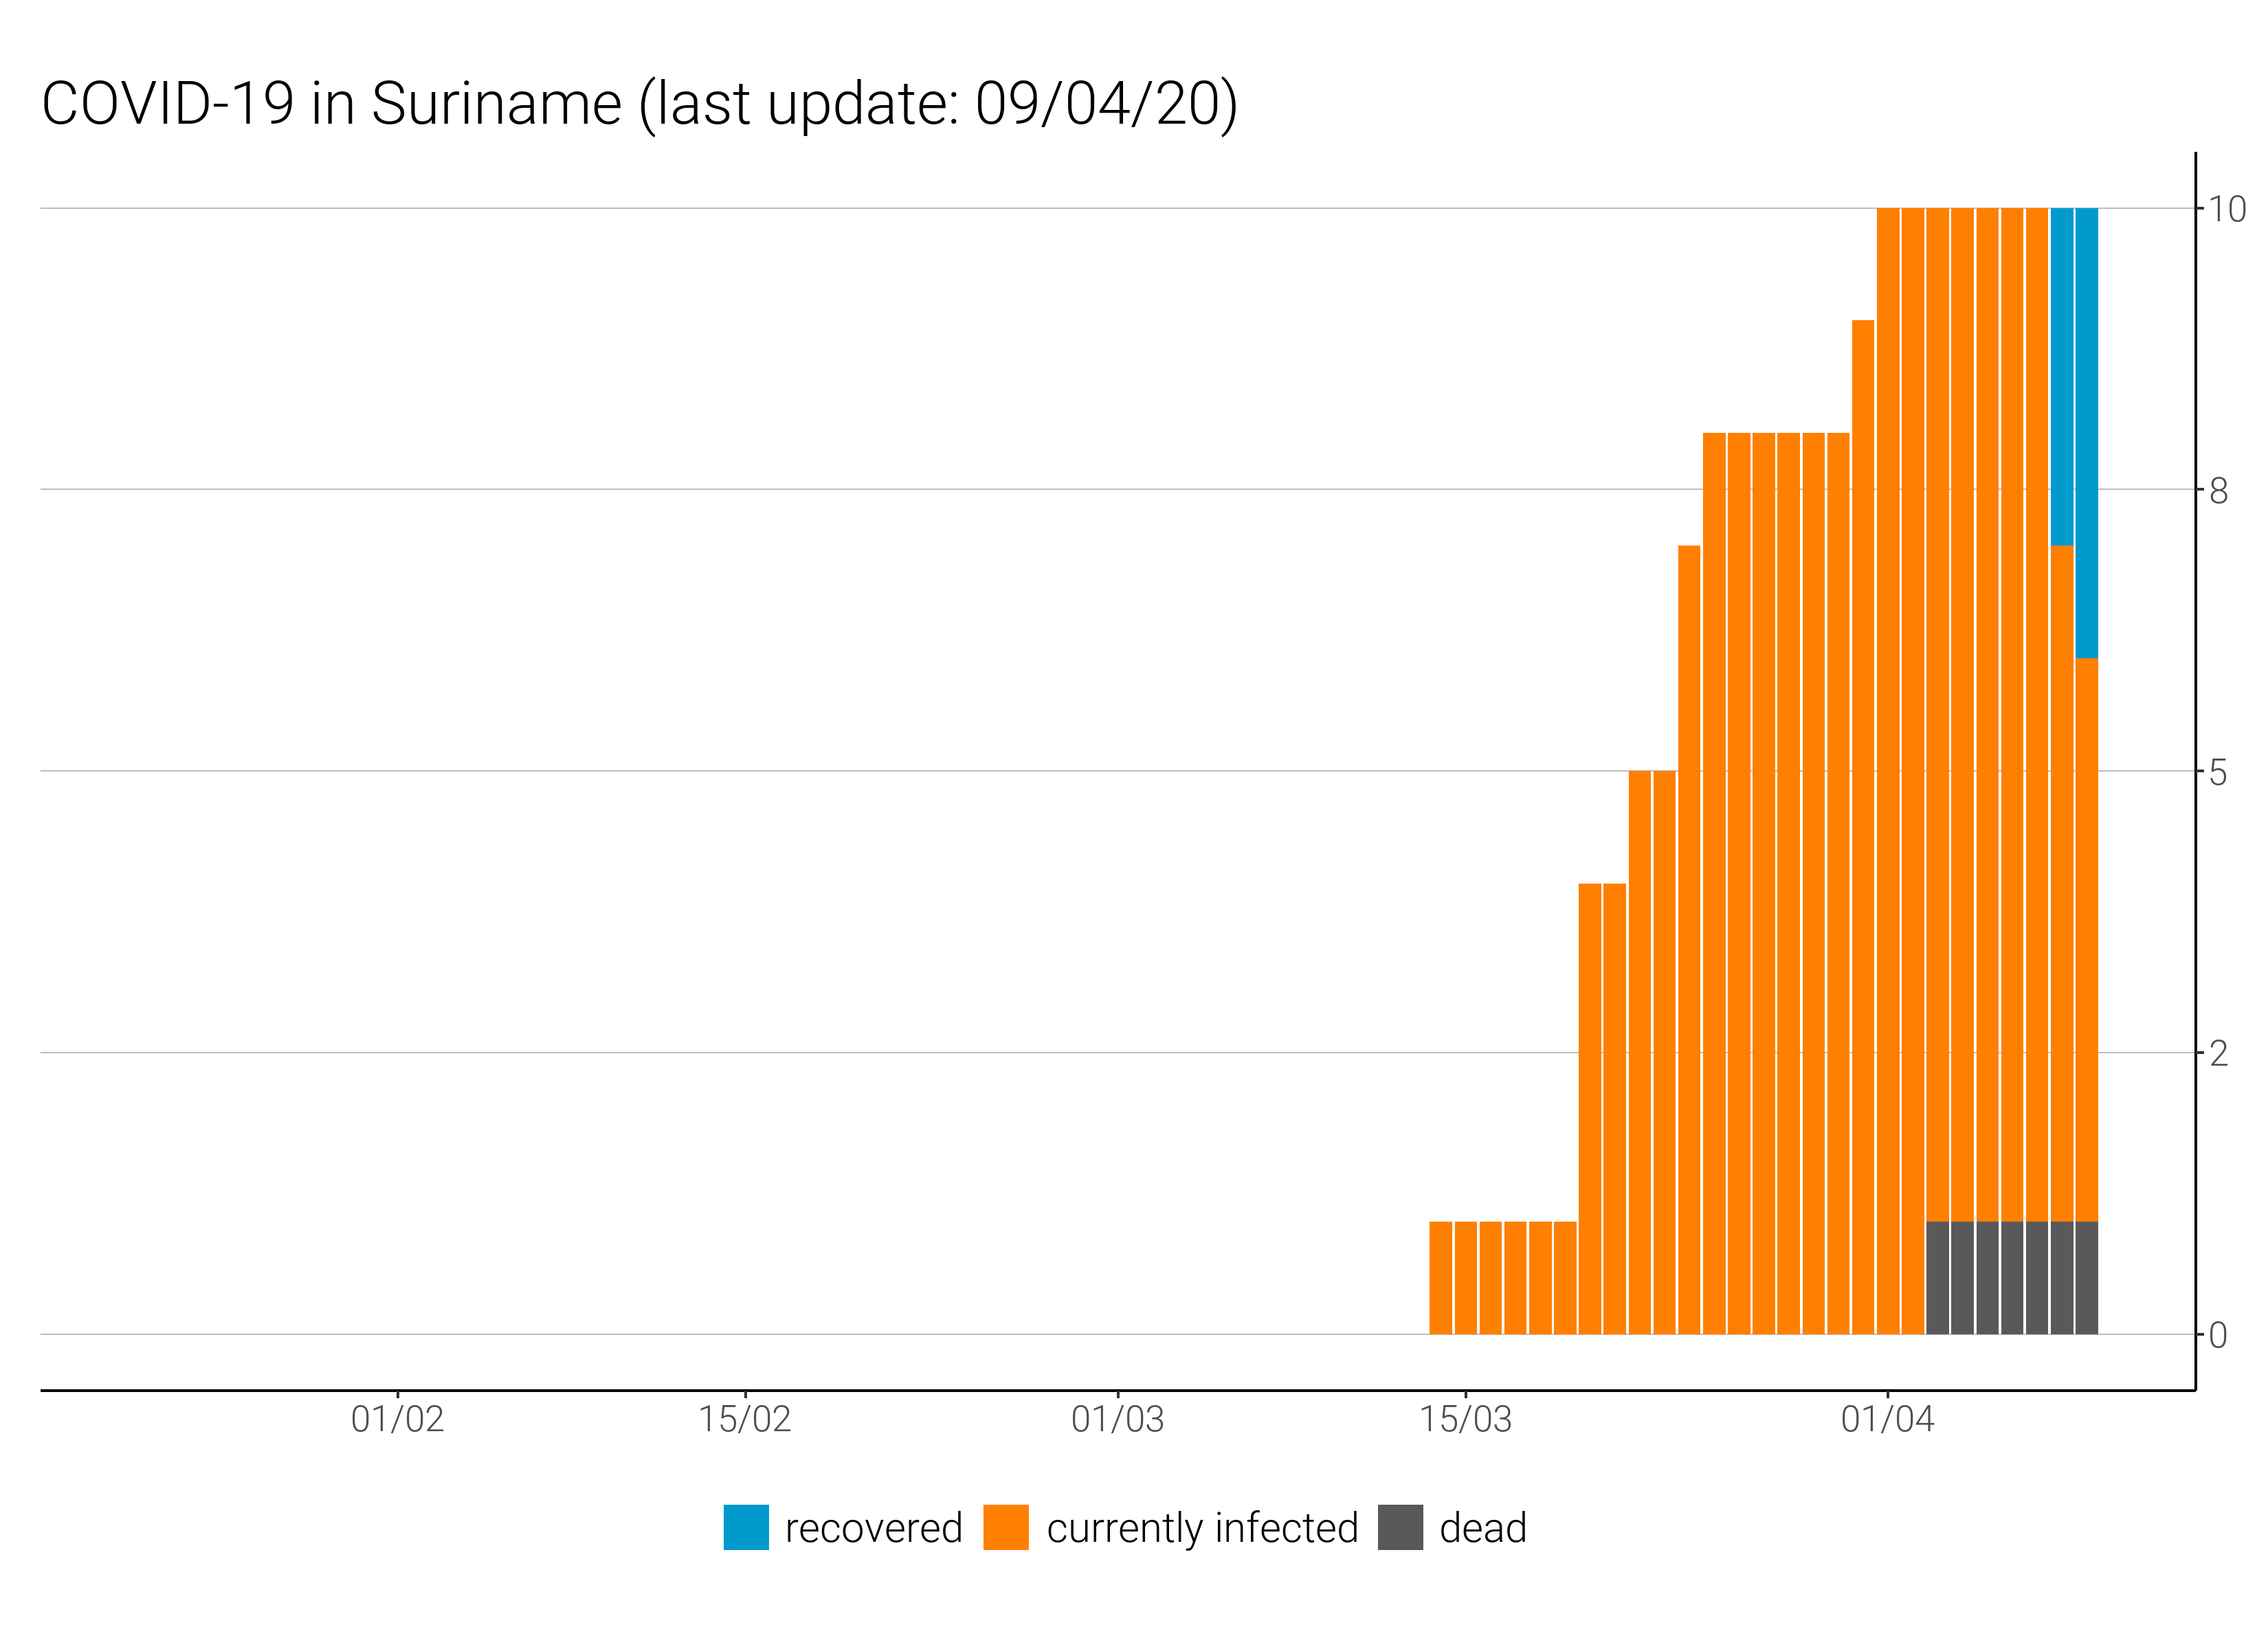 COVID-19 in Suriname (last update: 09/04/20)
10
8
5
2
0
01/02 15/02 01/03 15/03 01/04
recovered currently infected dead